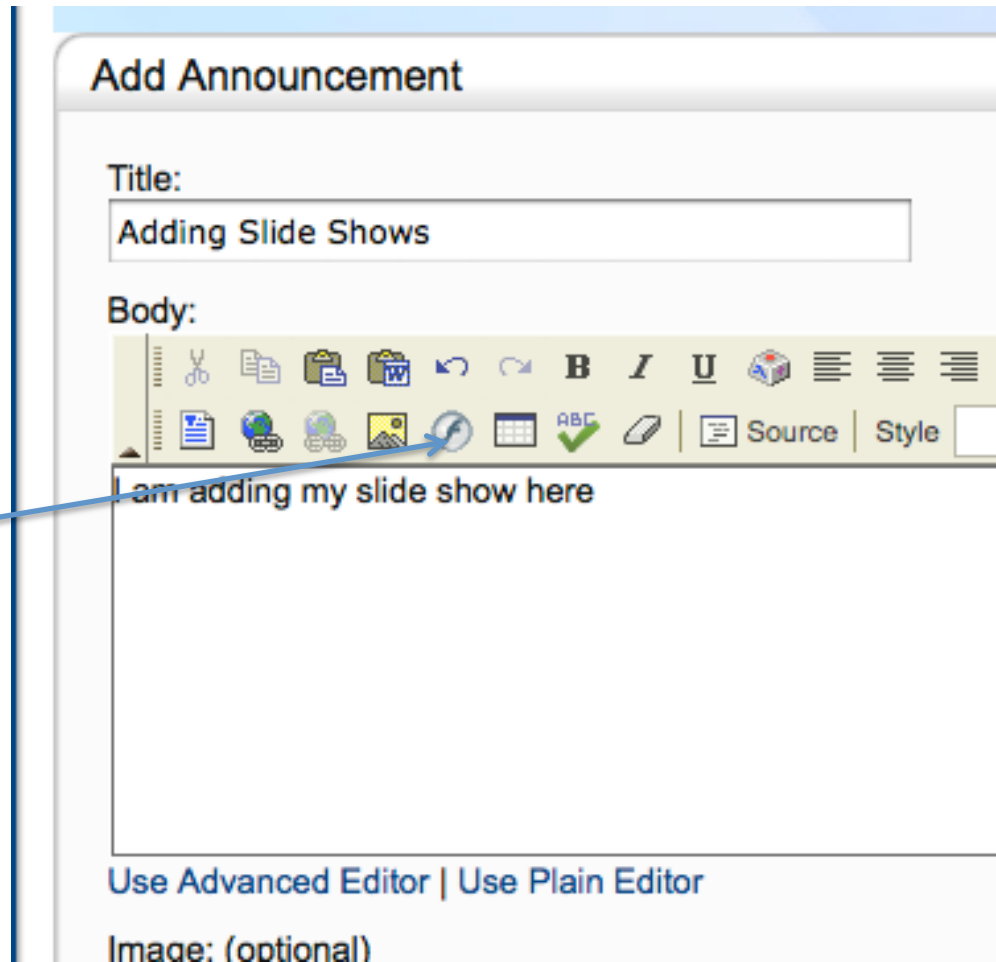 Add Announcement
Title:
Adding Slide Shows
Body:
B I U
ABC Source Style
I am adding my slide show here
Use Advanced Editor | Use Plain Editor
Image: (optional)